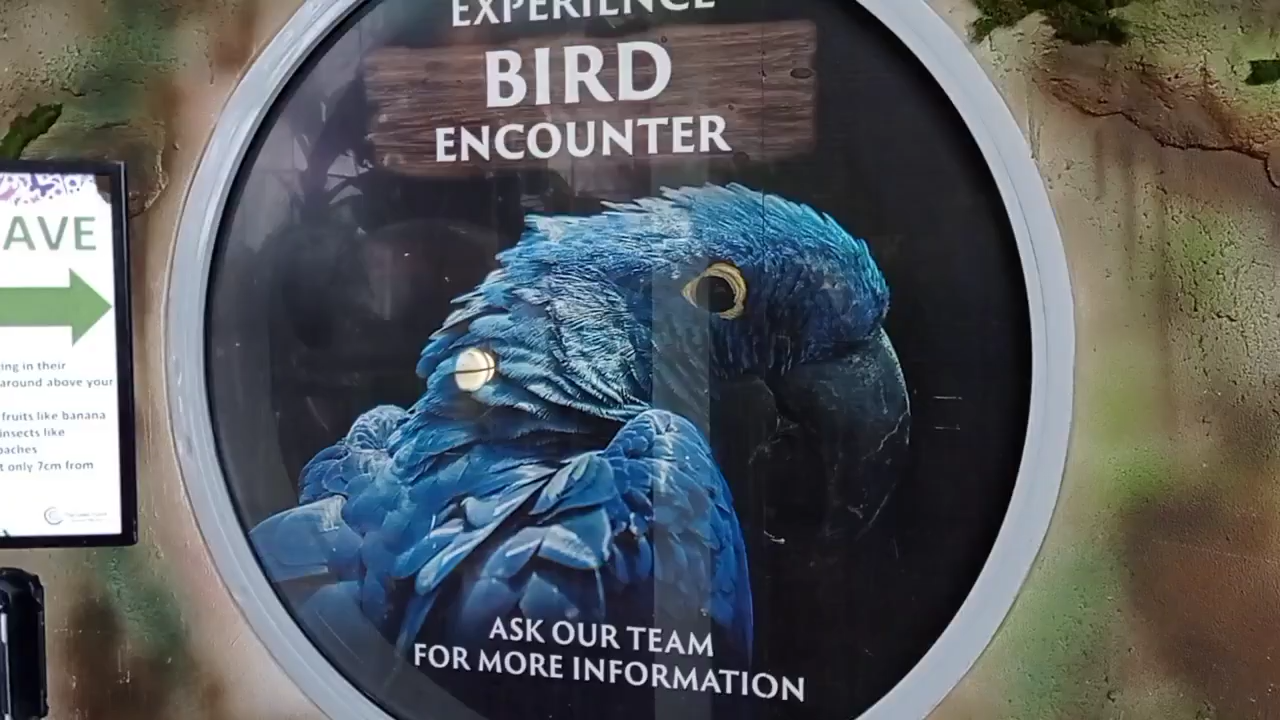 EXPERIENCE
BIRD
ENCOUNTER
ASK OUR TEAM
FOR MORE INFORMATION
AVE
ing in their
around above your
fruits like banana
insects like
oaches
t only 7cm from